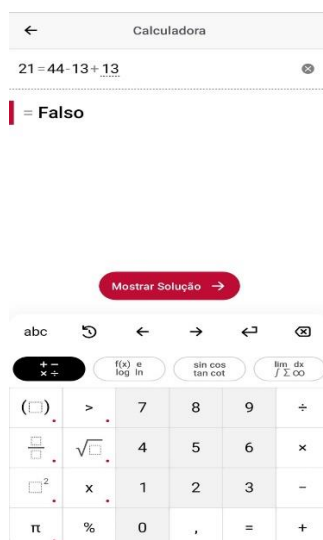 ← Calculadora
21=44-13+13
= Falso
Mostrar Solução →
abc ← →
+ − × ÷ f(x) e log ln sin cos tan cot lim dx ∫ Σ ∞
(□) > 7 8 9 ÷
□/□ √□ 4 5 6 ×
□² x 1 2 3 −
π % 0 , = +